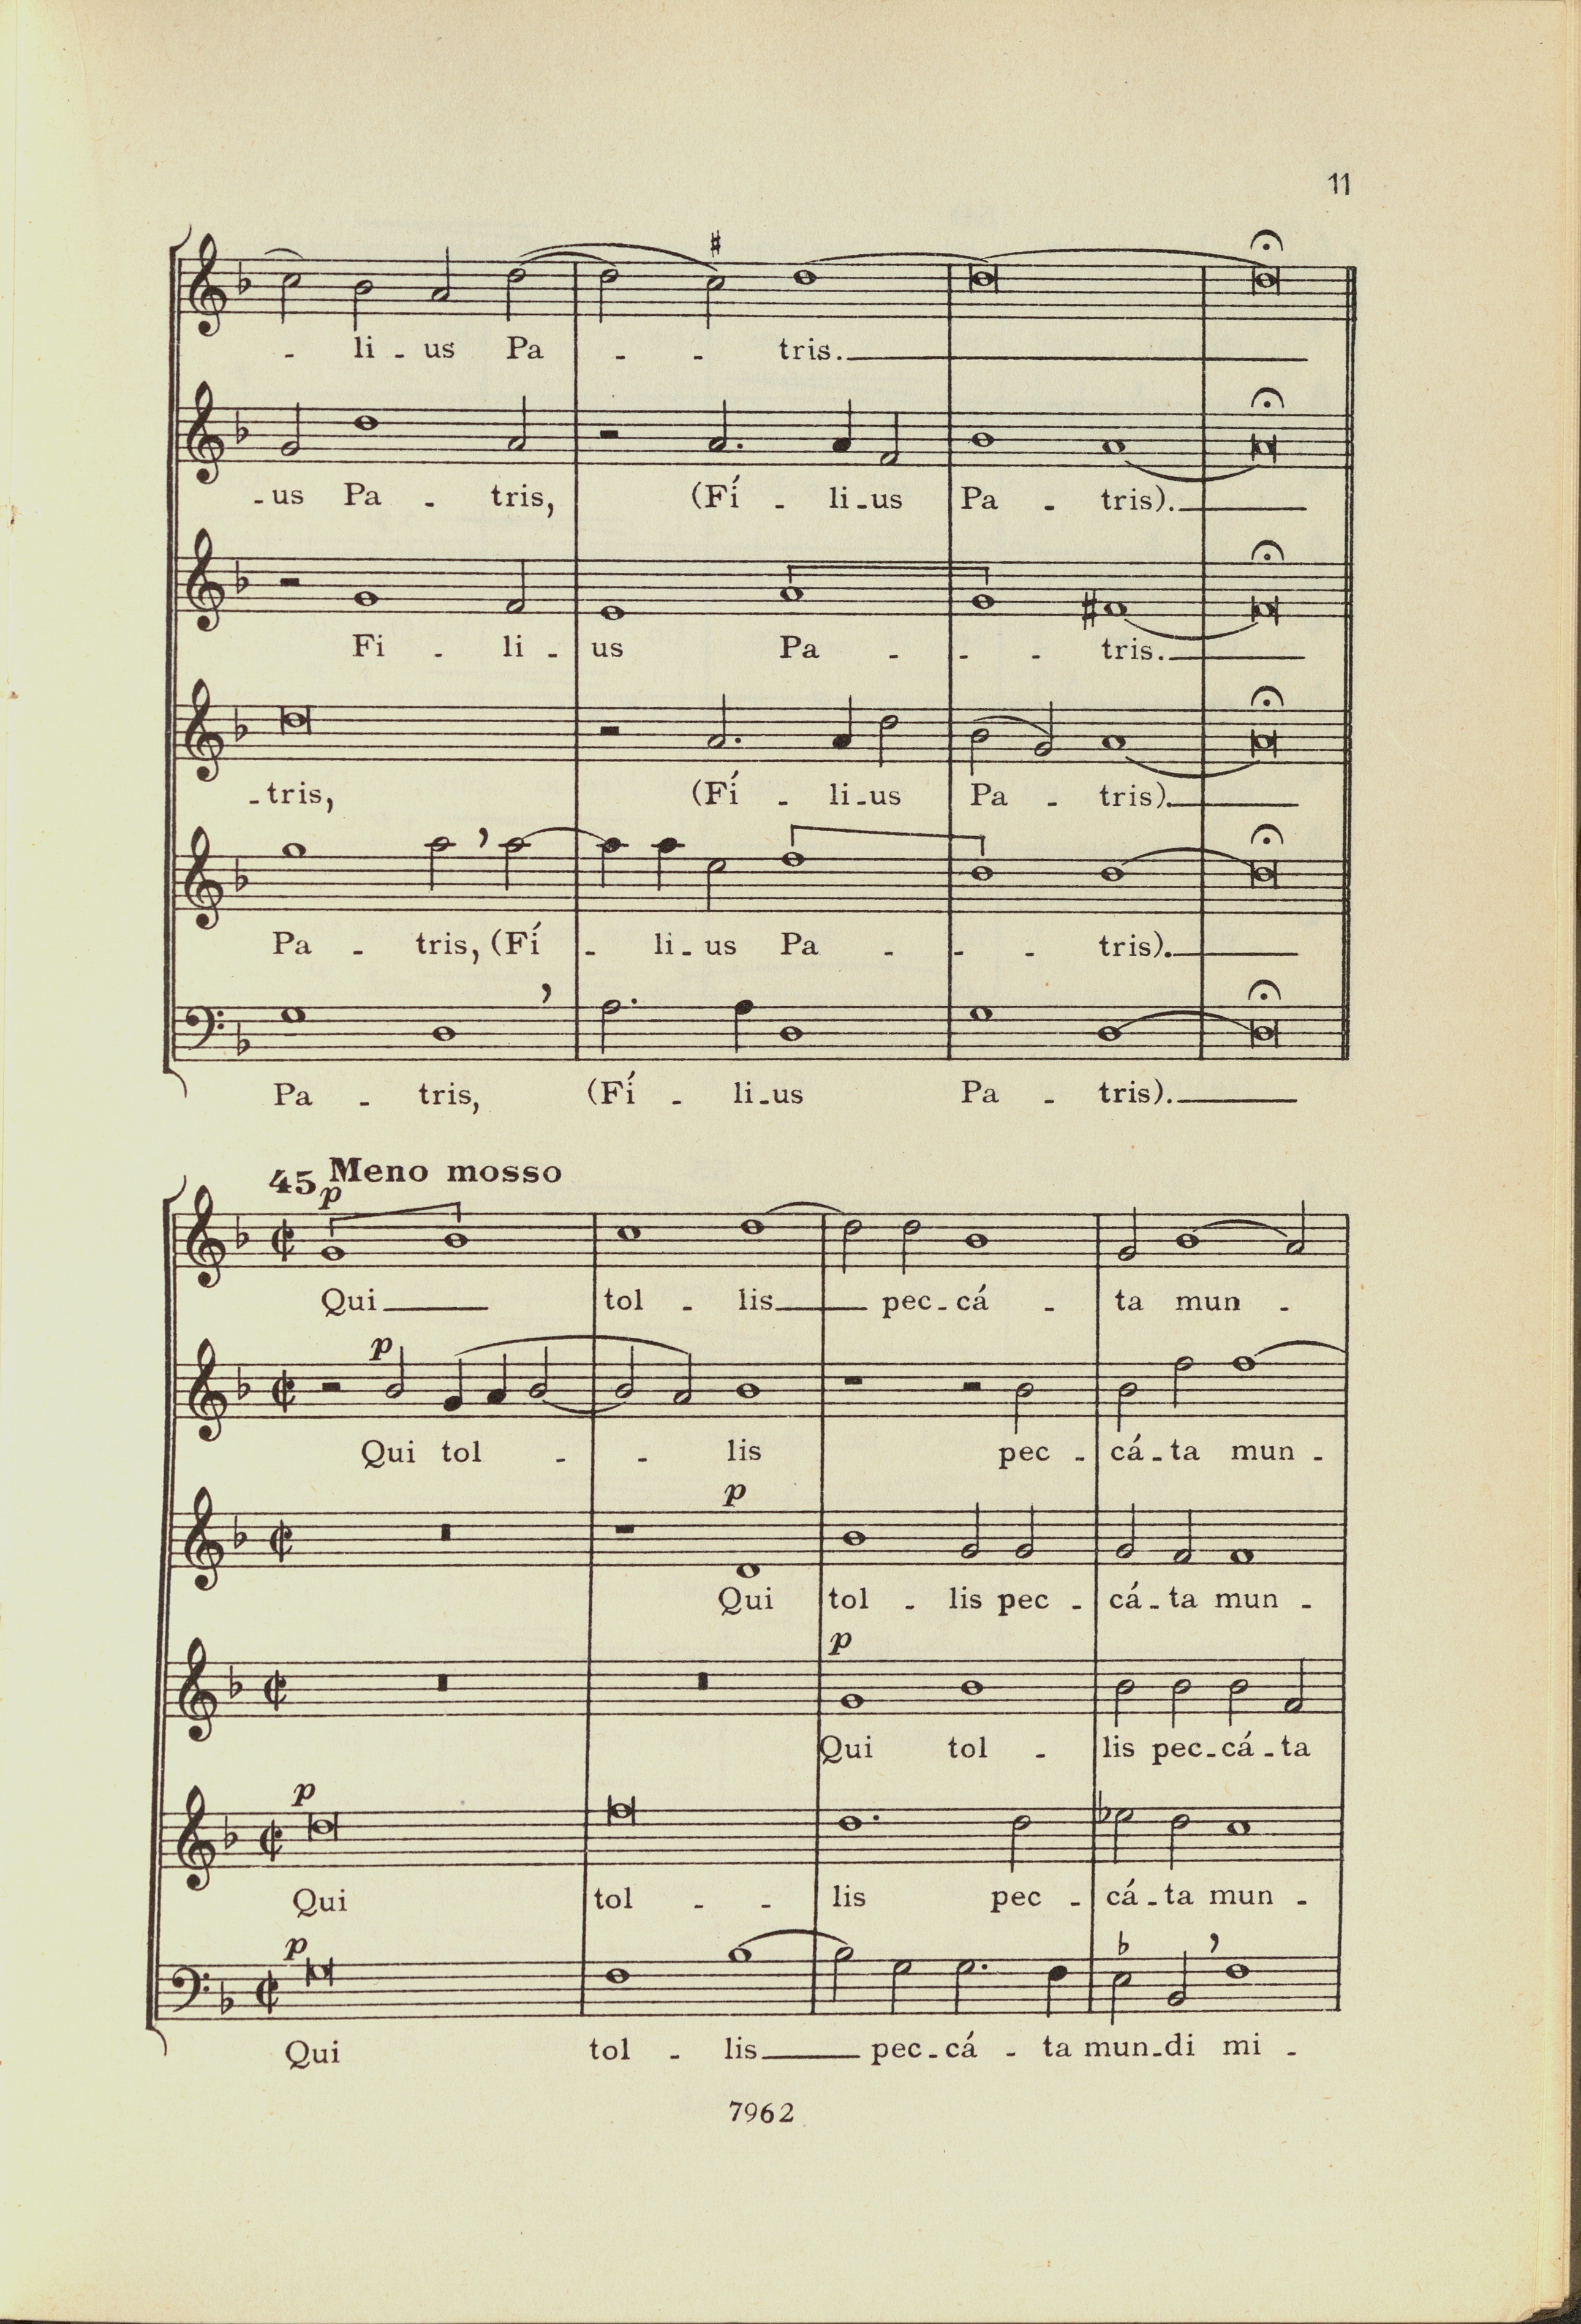 11
- li - us Pa - - tris.
-us Pa - tris, (Fí - li-us Pa - tris).
Fi - li - us Pa - - - tris.
-tris, (Fí - li-us Pa - tris).
Pa - tris, (Fí - li-us Pa - - - tris).
Pa - tris, (Fí - li-us Pa - tris).
45 Meno mosso
p
Qui tol - lis pec-cá - ta mun -
p
Qui tol - - lis pec - cá-ta mun -
p
Qui tol - lis pec - cá-ta mun -
p
Qui tol - lis pec-cá-ta
p
Qui tol - - lis pec - cá-ta mun -
p
Qui tol - lis pec-cá - ta mun-di mi -
7962